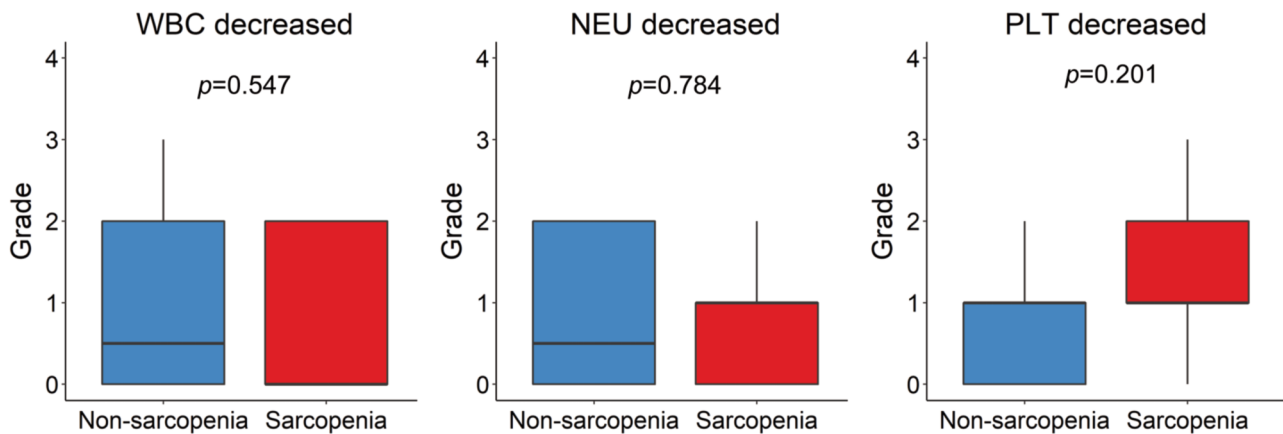 WBC decreased
p=0.547
Grade
4
3
2
1
0
Non-sarcopenia Sarcopenia
NEU decreased
p=0.784
Grade
4
3
2
1
0
Non-sarcopenia Sarcopenia
PLT decreased
p=0.201
Grade
4
3
2
1
0
Non-sarcopenia Sarcopenia